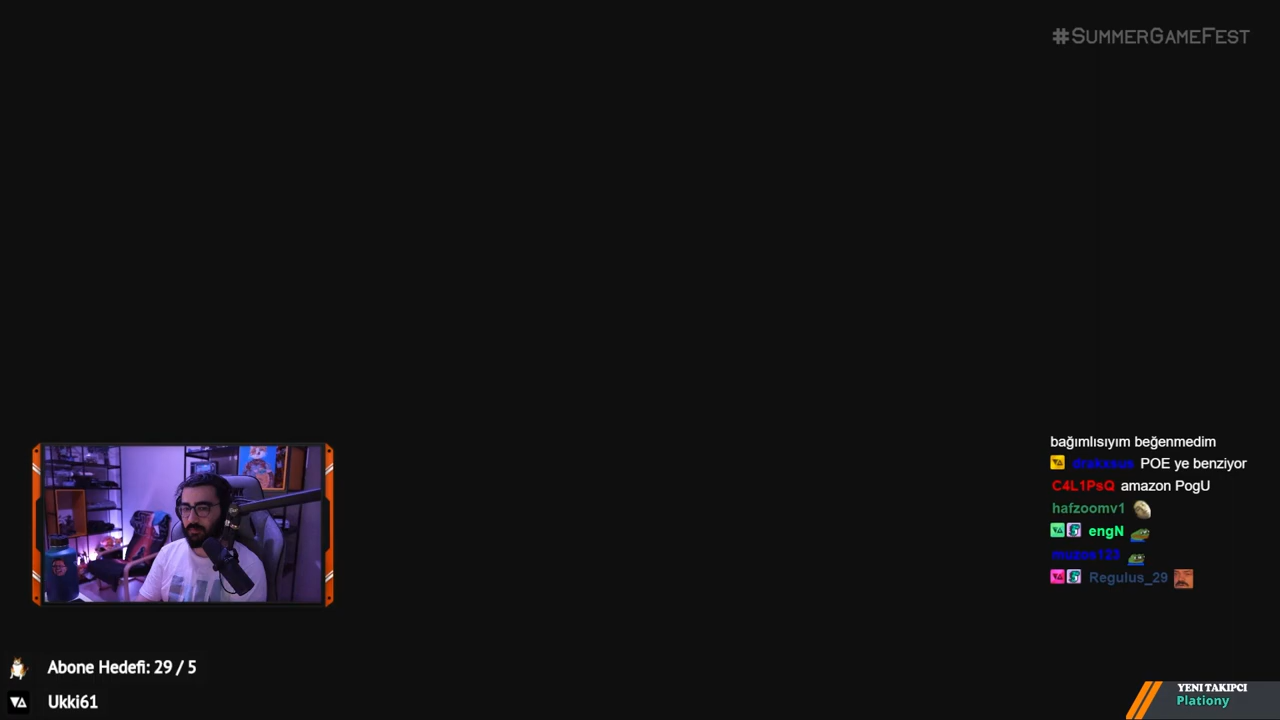 #SUMMERGAMEFEST
bağımlısıyım beğenmedim
POE ye benziyor
C4L1PsQ amazon PogU
hafzoomv1
engN
muzoe123
Regulus_29
Abone Hedefi: 29 / 5
Ukki61
YENI TAKIPCI
Plationy